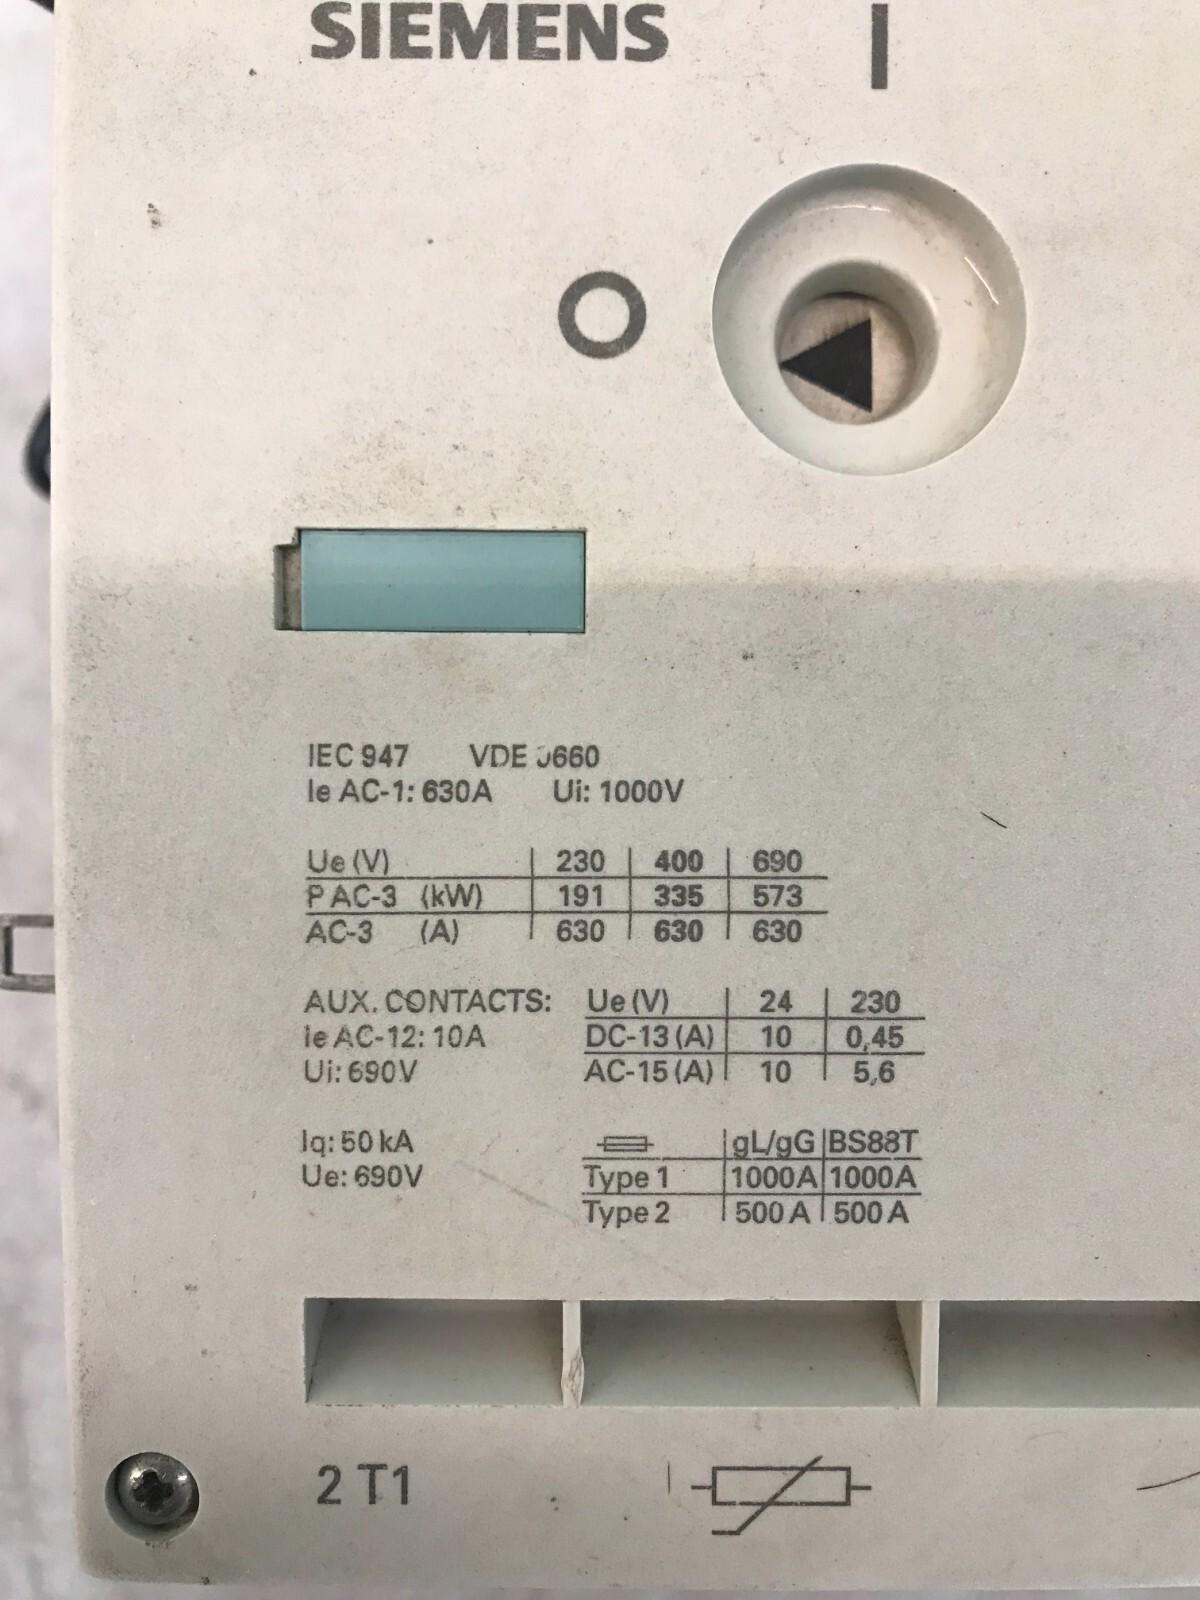 SIEMENS
I
O
IEC 947 VDE 0660
Ie AC-1: 630A Ui: 1000V
Ue (V) 230 400 690
P AC-3 (kW) 191 335 573
AC-3 (A) 630 630 630
AUX. CONTACTS: Ue (V) 24 230
Ie AC-12: 10A DC-13 (A) 10 0,45
Ui: 690V AC-15 (A) 10 5,6
Iq: 50 kA gL/gG BS88T
Ue: 690V Type 1 1000A 1000A
Type 2 500 A 500 A
2 T1